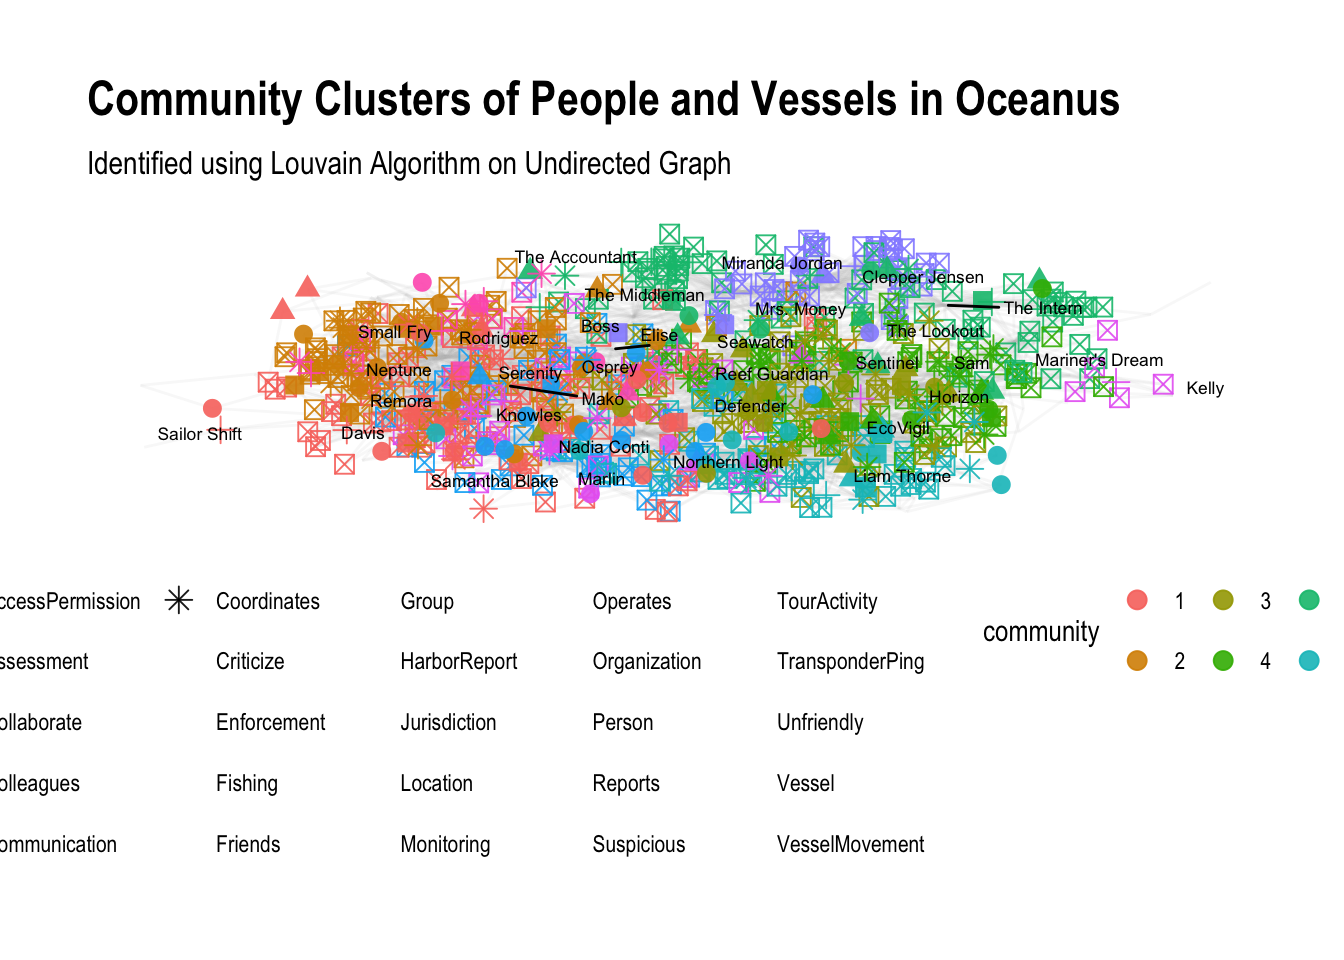 Community Clusters of People and Vessels in Oceanus
Identified using Louvain Algorithm on Undirected Graph
The Accountant
Miranda Jordan
Clepper Jensen
The Middleman
Mrs. Money
The Intern
Small Fry
Rodriguez
Boss
Elise
Seawatch
The Lookout
Neptune
Serenity
Osprey
Reef Guardian
Sentinel
Sam
Mariner's Dream
Kelly
Remora
Knowles
Mako
Defender
Horizon
Sailor Shift
Davis
Nadia Conti
EcoVigil
Samantha Blake
Marlin
Northern Light
Liam Thorne
ccessPermission Coordinates Group Operates TourActivity
ssessment Criticize HarborReport Organization TransponderPing
ollaborate Enforcement Jurisdiction Person Unfriendly
olleagues Fishing Location Reports Vessel
ommunication Friends Monitoring Suspicious VesselMovement
community
1 3
2 4